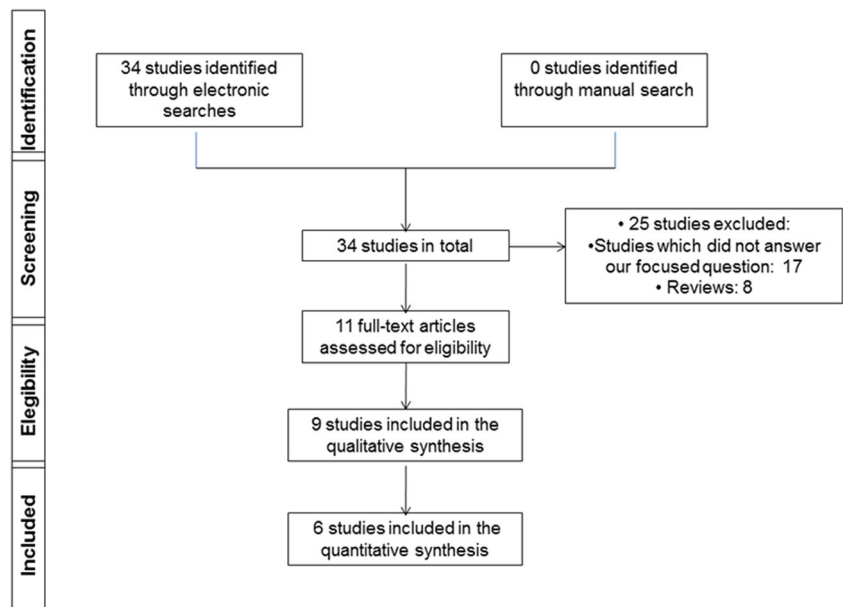 Identification
34 studies identified
through electronic
searches
0 studies identified
through manual search
Screening
34 studies in total
• 25 studies excluded:
•Studies which did not answer
our focused question: 17
• Reviews: 8
11 full-text articles
assessed for eligibility
Elegibility
9 studies included in the
qualitative synthesis
Included
6 studies included in the
quantitative synthesis